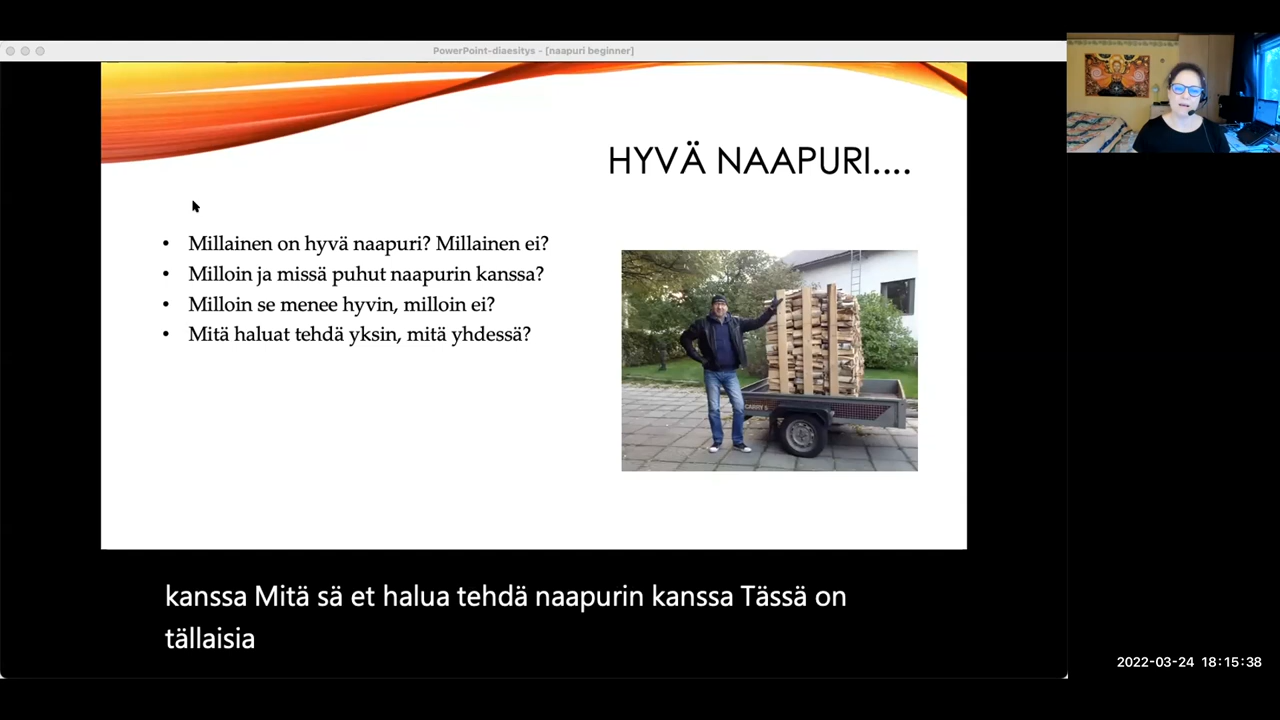 PowerPoint-diaesitys - [naapuri beginner]
HYVÄ NAAPURI....
• Millainen on hyvä naapuri? Millainen ei?
• Milloin ja missä puhut naapurin kanssa?
• Milloin se menee hyvin, milloin ei?
• Mitä haluat tehdä yksin, mitä yhdessä?
CARRY
kanssa Mitä sä et halua tehdä naapurin kanssa Tässä on
tällaisia
2022-03-24 18:15:38